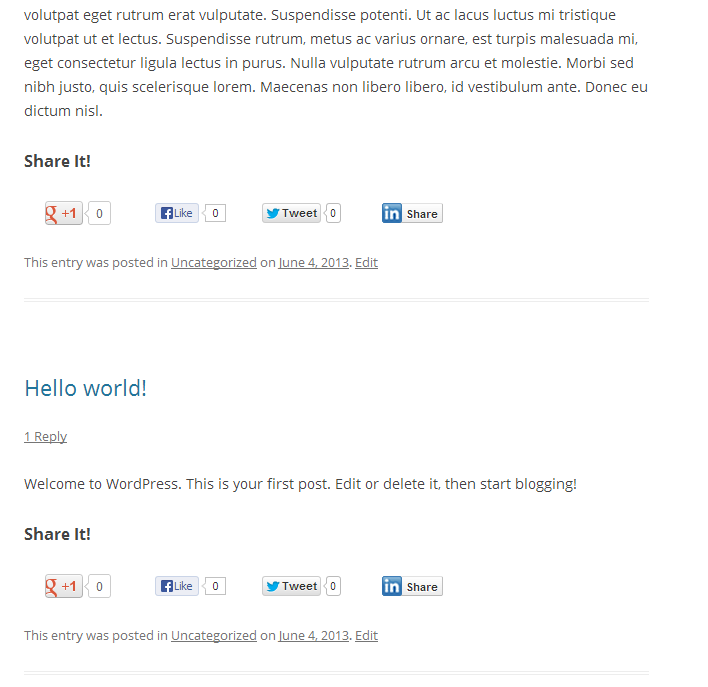 volutpat eget rutrum erat vulputate. Suspendisse potenti. Ut ac lacus luctus mi tristique
volutpat ut et lectus. Suspendisse rutrum, metus ac varius ornare, est turpis malesuada mi,
eget consectetur ligula lectus in purus. Nulla vulputate rutrum arcu et molestie. Morbi sed
nibh justo, quis scelerisque lorem. Maecenas non libero libero, id vestibulum ante. Donec eu
dictum nisl.
Share It!
g +1 0 f Like 0 Tweet 0 in Share
This entry was posted in Uncategorized on June 4, 2013. Edit
Hello world!
1 Reply
Welcome to WordPress. This is your first post. Edit or delete it, then start blogging!
Share It!
g +1 0 f Like 0 Tweet 0 in Share
This entry was posted in Uncategorized on June 4, 2013. Edit